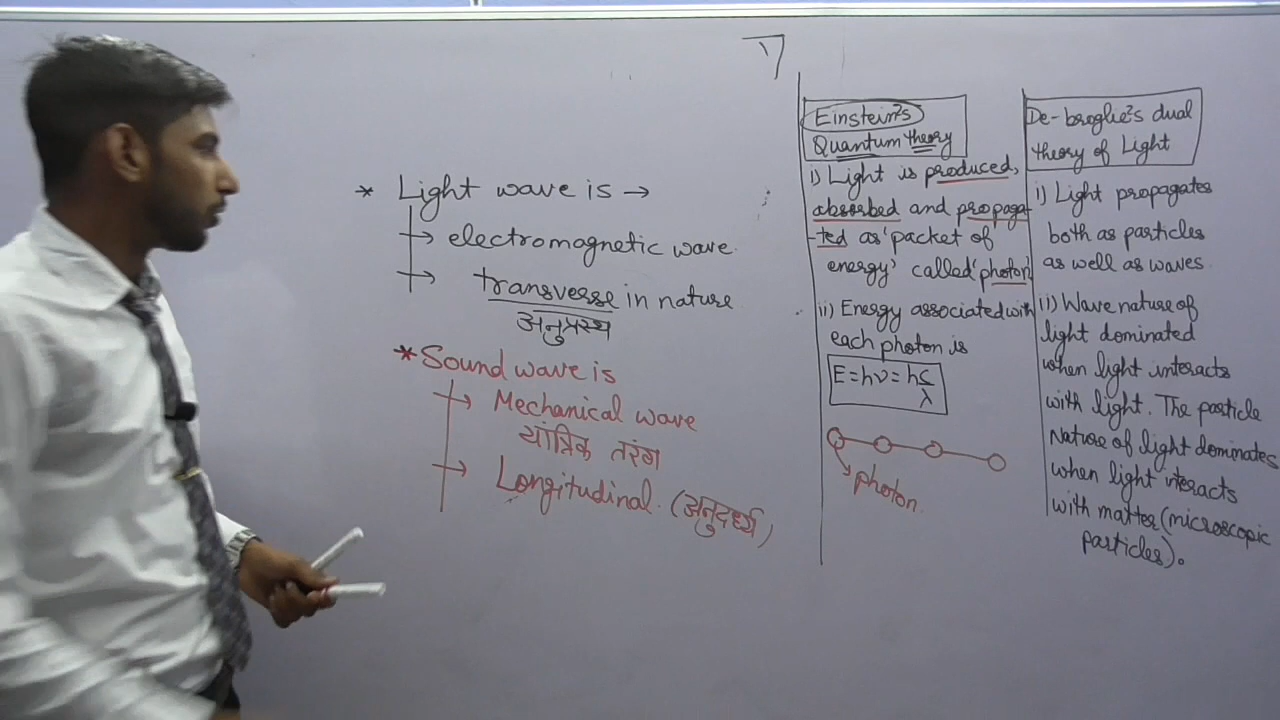 * Light wave is →
→ electromagnetic wave.
→ transverse in nature
अनुप्रस्थ
* Sound wave is
→ Mechanical wave
यांत्रिक तरंग
→ Longitudinal. (अनुदर्ध्य)
Einstein's
Quantum theory
i) Light is produced,
absorbed and propaga-
-ted as 'packet of
energy' called 'photon'
ii) Energy associated with
each photon is
E = hν = hc/λ
photon.
De-broglie's dual
theory of Light
i) Light propagates
both as particles
as well as waves.
ii) Wave nature of
light dominated
when light interacts
with light. The particle
Nature of light dominates
when light interacts
with matter (microscopic
particles).